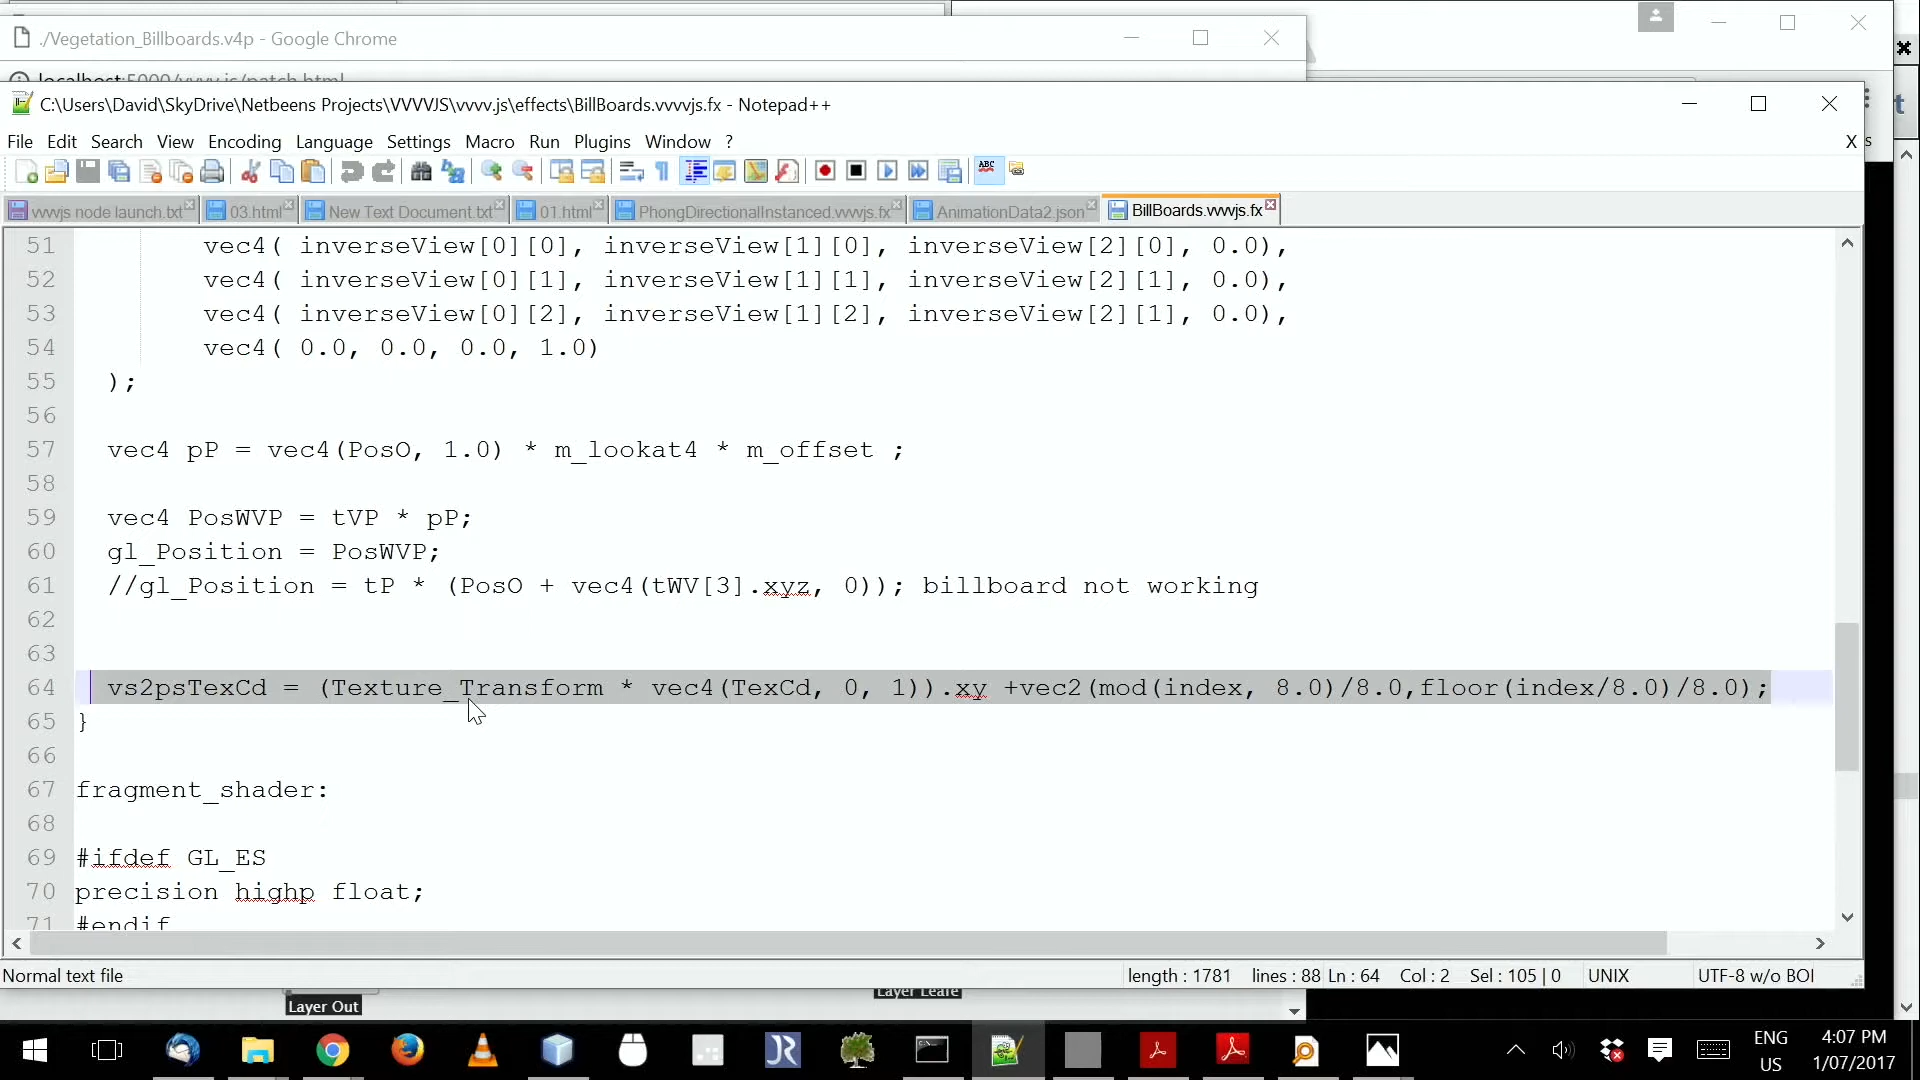 ./Vegetation_Billboards.v4p - Google Chrome
localhost:5000/vvvv.js/patch.html
C:\Users\David\SkyDrive\Netbeens Projects\VVVVJS\vvvv.js\effects\BillBoards.vvvvjs.fx - Notepad++
File Edit Search View Encoding Language Settings Macro Run Plugins Window ? X
vvvvjs node launch.txt 03.html New Text Document.txt 01.html PhongDirectionalInstanced.vvvvjs.fx AnimationData2.json BillBoards.vvvvjs.fx
51 vec4( inverseView[0][0], inverseView[1][0], inverseView[2][0], 0.0),
52 vec4( inverseView[0][1], inverseView[1][1], inverseView[2][1], 0.0),
53 vec4( inverseView[0][2], inverseView[1][2], inverseView[2][1], 0.0),
54 vec4( 0.0, 0.0, 0.0, 1.0)
55 );
56
57 vec4 pP = vec4(PosO, 1.0) * m_lookat4 * m_offset ;
58
59 vec4 PosWVP = tVP * pP;
60 gl_Position = PosWVP;
61 //gl_Position = tP * (PosO + vec4(tWV[3].xyz, 0)); billboard not working
62
63
64 vs2psTexCd = (Texture_Transform * vec4(TexCd, 0, 1)).xy +vec2(mod(index, 8.0)/8.0,floor(index/8.0)/8.0);
65 }
66
67 fragment_shader:
68
69 #ifdef GL_ES
70 precision highp float;
71 #endif
Normal text file length : 1781 lines : 88 Ln : 64 Col : 2 Sel : 105 | 0 UNIX UTF-8 w/o BOI
Layer Out
ENG 4:07 PM
US 1/07/2017